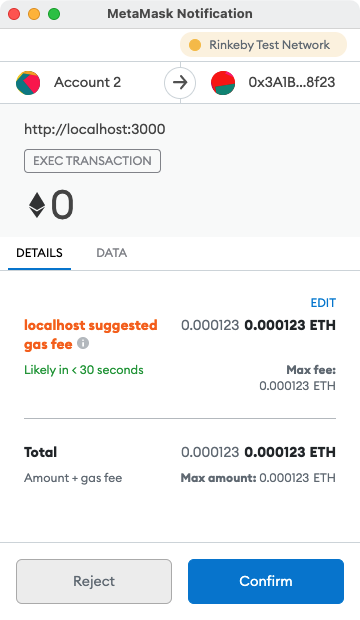 MetaMask Notification
Rinkeby Test Network
Account 2
0x3A1B...8f23
http://localhost:3000
EXEC TRANSACTION
0
DETAILS
DATA
EDIT
localhost suggested gas fee
0.000123 0.000123 ETH
Likely in < 30 seconds
Max fee:
0.000123 ETH
Total
0.000123 0.000123 ETH
Amount + gas fee
Max amount: 0.000123 ETH
Reject
Confirm